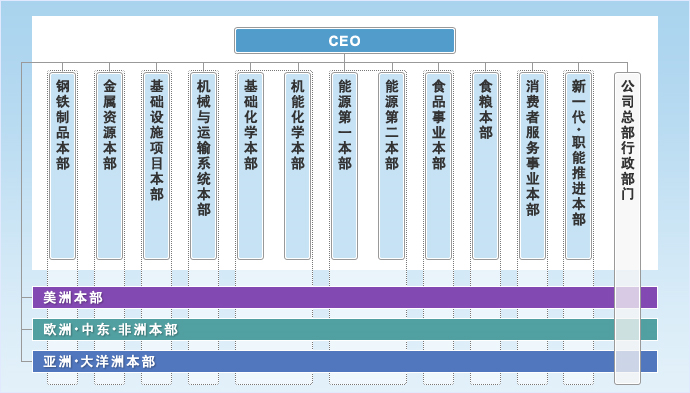 CEO
钢铁制品本部
金属资源本部
基础设施项目本部
机械与运输系统本部
基础化学本部
机能化学本部
能源第一本部
能源第二本部
食品事业本部
食粮本部
消费者服务事业本部
新一代·职能推进本部
公司总部行政部门
美洲本部
欧洲·中东·非洲本部
亚洲·大洋洲本部